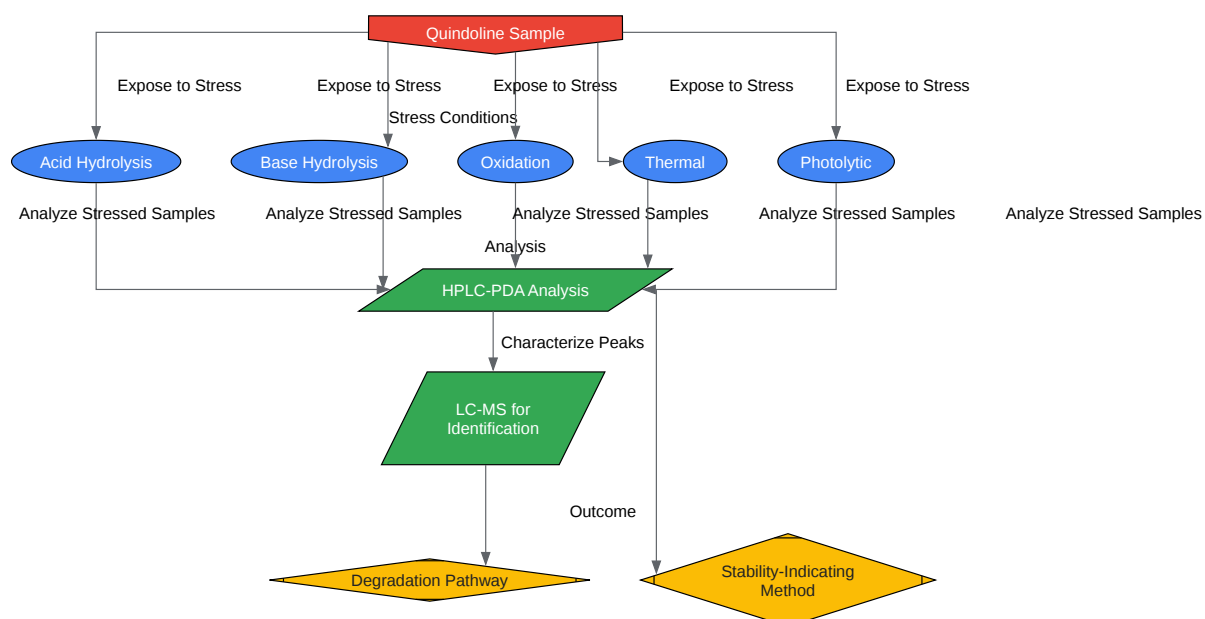 Quindoline Sample
Expose to Stress
Expose to Stress
Expose to Stress
Expose to Stress
Expose to Stress
Stress Conditions
Acid Hydrolysis
Base Hydrolysis
Oxidation
Thermal
Photolytic
Analyze Stressed Samples
Analyze Stressed Samples
Analyze Stressed Samples
Analyze Stressed Samples
Analyze Stressed Samples
Analysis
HPLC-PDA Analysis
Characterize Peaks
LC-MS for
Identification
Outcome
Degradation Pathway
Stability-Indicating
Method